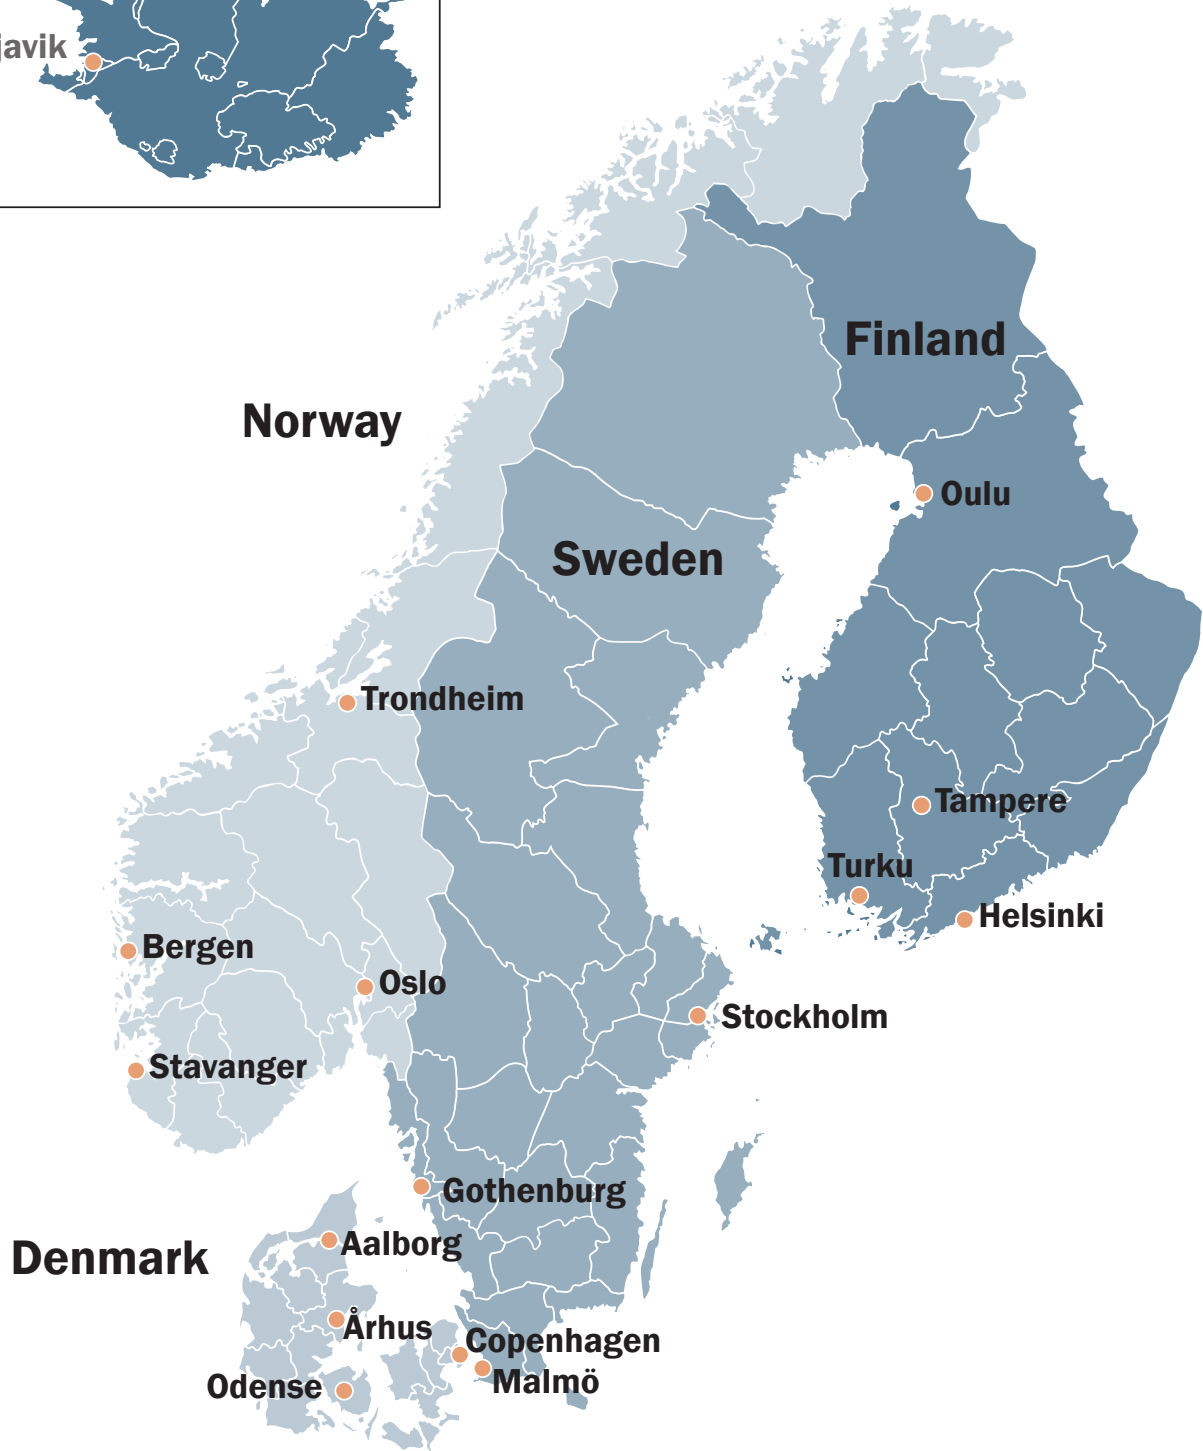 javik
Finland
Norway
Oulu
Sweden
Trondheim
Tampere
Turku
Helsinki
Bergen
Oslo
Stockholm
Stavanger
Gothenburg
Aalborg
Denmark
Århus
Copenhagen
Malmö
Odense